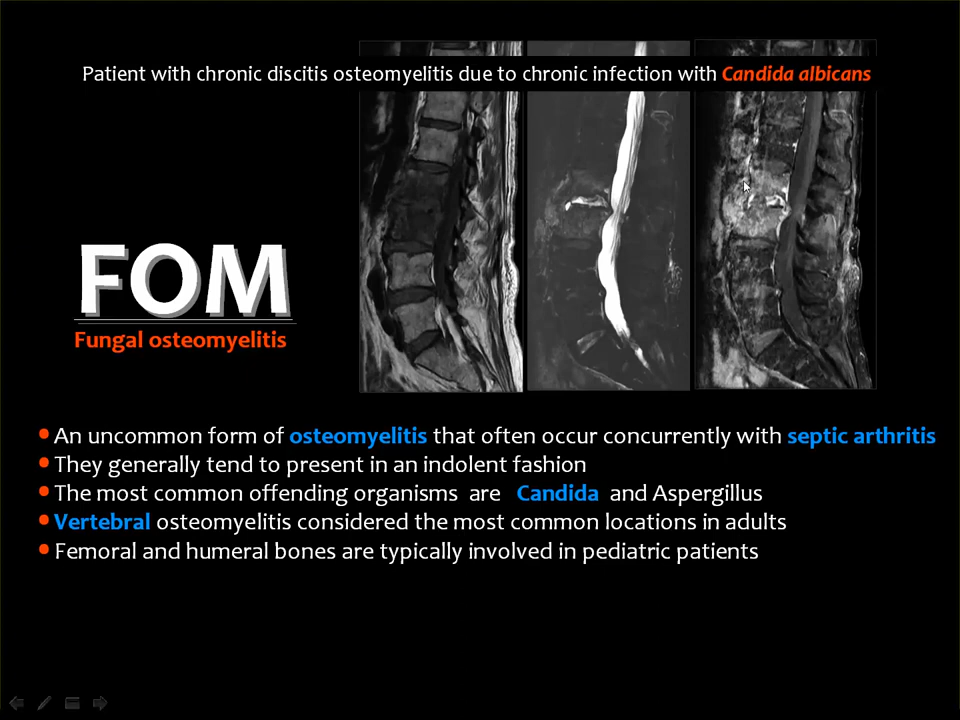 Patient with chronic discitis osteomyelitis due to chronic infection with Candida albicans
FOM
Fungal osteomyelitis
• An uncommon form of osteomyelitis that often occur concurrently with septic arthritis
• They generally tend to present in an indolent fashion
• The most common offending organisms are Candida and Aspergillus
• Vertebral osteomyelitis considered the most common locations in adults
• Femoral and humeral bones are typically involved in pediatric patients